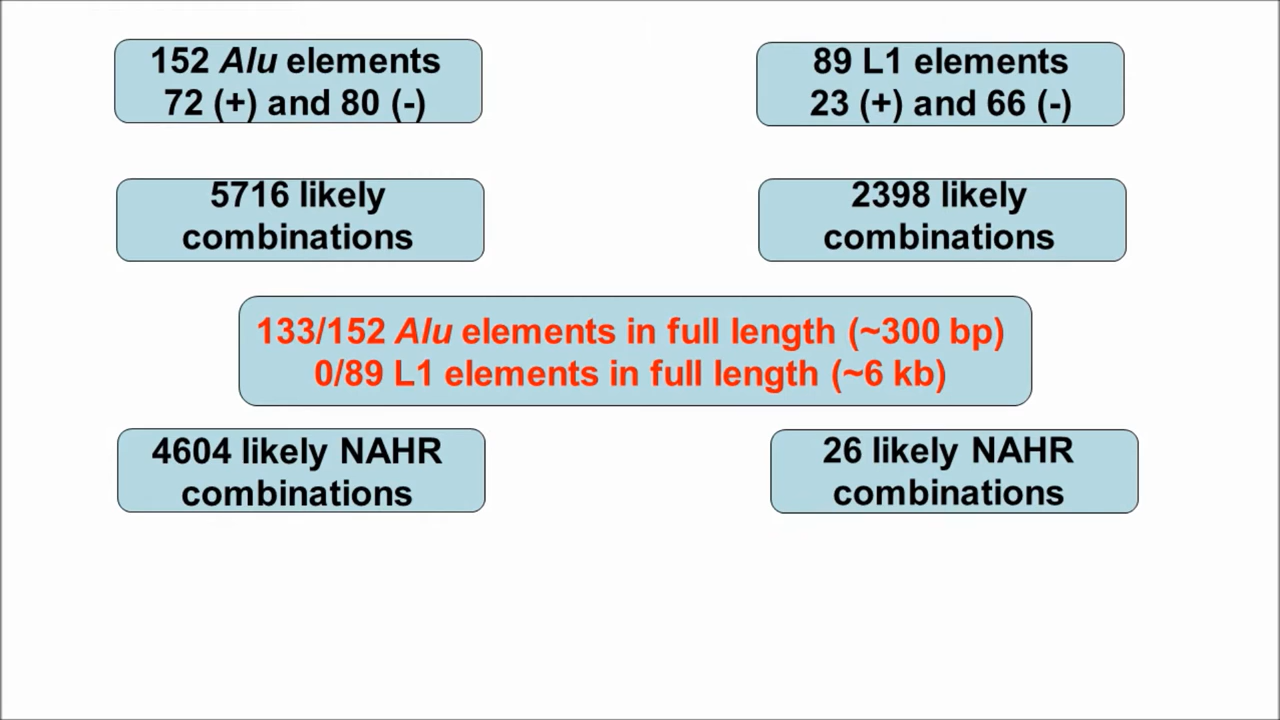 152 Alu elements
72 (+) and 80 (-)
89 L1 elements
23 (+) and 66 (-)
5716 likely
combinations
2398 likely
combinations
133/152 Alu elements in full length (~300 bp)
0/89 L1 elements in full length (~6 kb)
4604 likely NAHR
combinations
26 likely NAHR
combinations